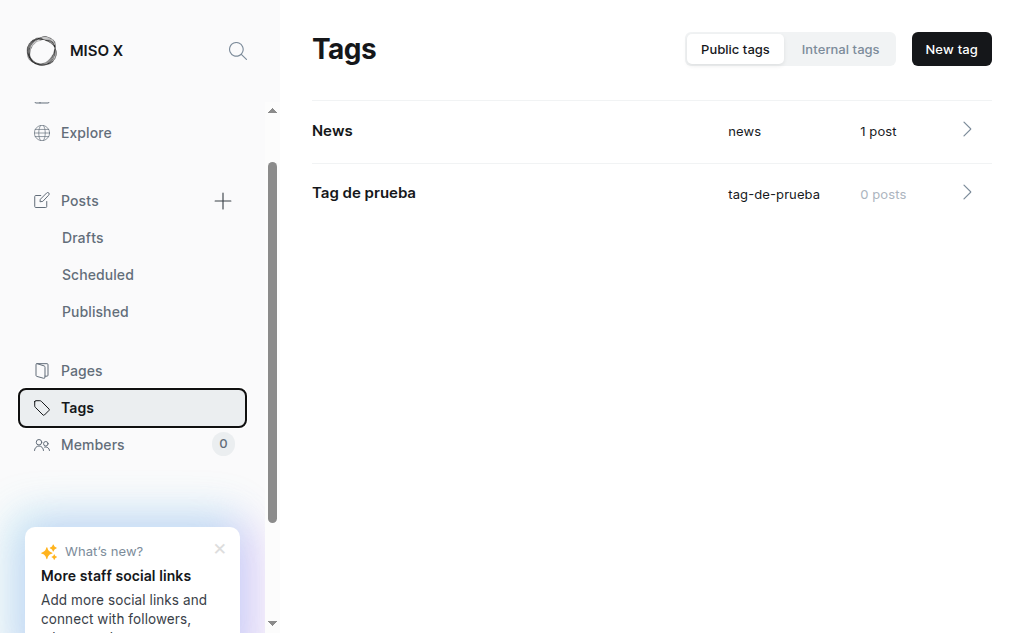 MISO X
Explore
Posts
Drafts
Scheduled
Published
Pages
Tags
Members 0
What's new?
More staff social links
Add more social links and
connect with followers,
Tags
Public tags Internal tags New tag
News news 1 post
Tag de prueba tag-de-prueba 0 posts